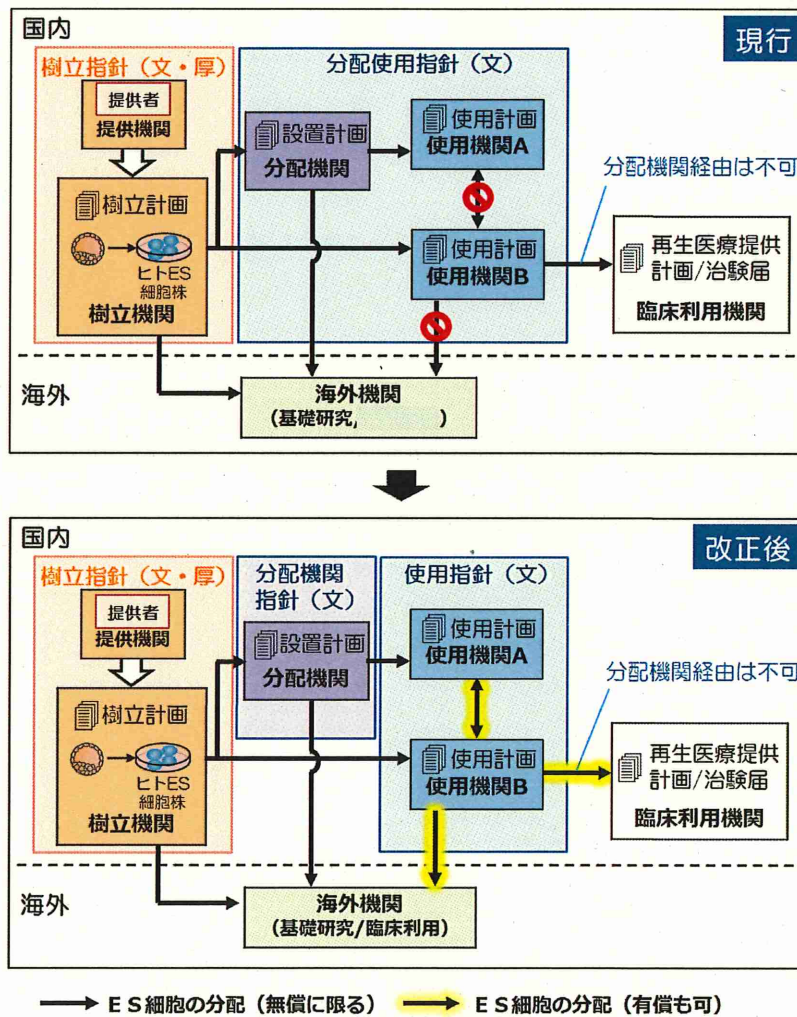 国内
現行
樹立指針（文・厚）
分配使用指針（文）
提供者
提供機関
設置計画
分配機関
使用計画
使用機関A
分配機関経由は不可
樹立計画
ヒトES
細胞株
樹立機関
使用計画
使用機関B
再生医療提供
計画/治験届
臨床利用機関
海外
海外機関
（基礎研究, ）
国内
改正後
樹立指針（文・厚）
分配機関
指針（文）
使用指針（文）
提供者
提供機関
設置計画
分配機関
使用計画
使用機関A
分配機関経由は不可
樹立計画
ヒトES
細胞株
樹立機関
使用計画
使用機関B
再生医療提供
計画/治験届
臨床利用機関
海外
海外機関
（基礎研究/臨床利用）
ＥＳ細胞の分配（無償に限る） ＥＳ細胞の分配（有償も可）